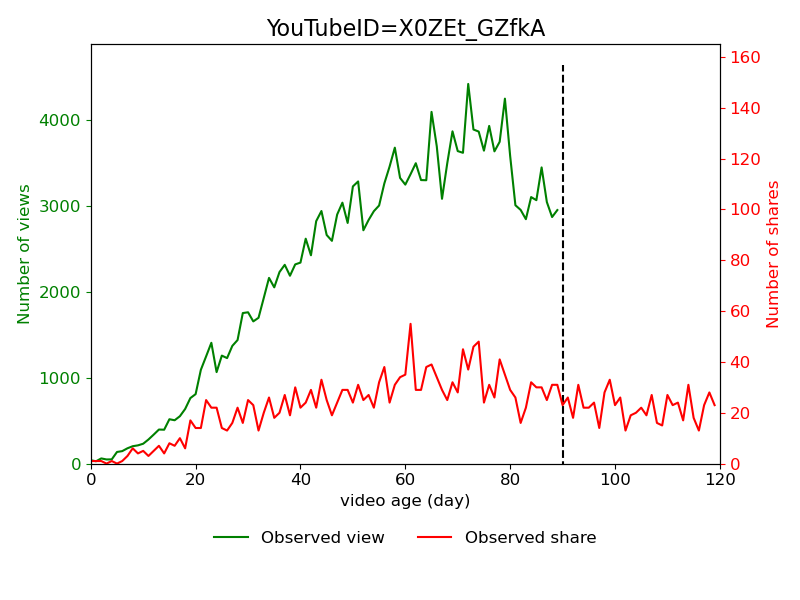 YouTubeID=X0ZEt_GZfkA
Number of views
Number of shares
4000
3000
2000
1000
0
160
140
120
100
80
60
40
20
0
0 20 40 60 80 100 120
video age (day)
Observed view Observed share